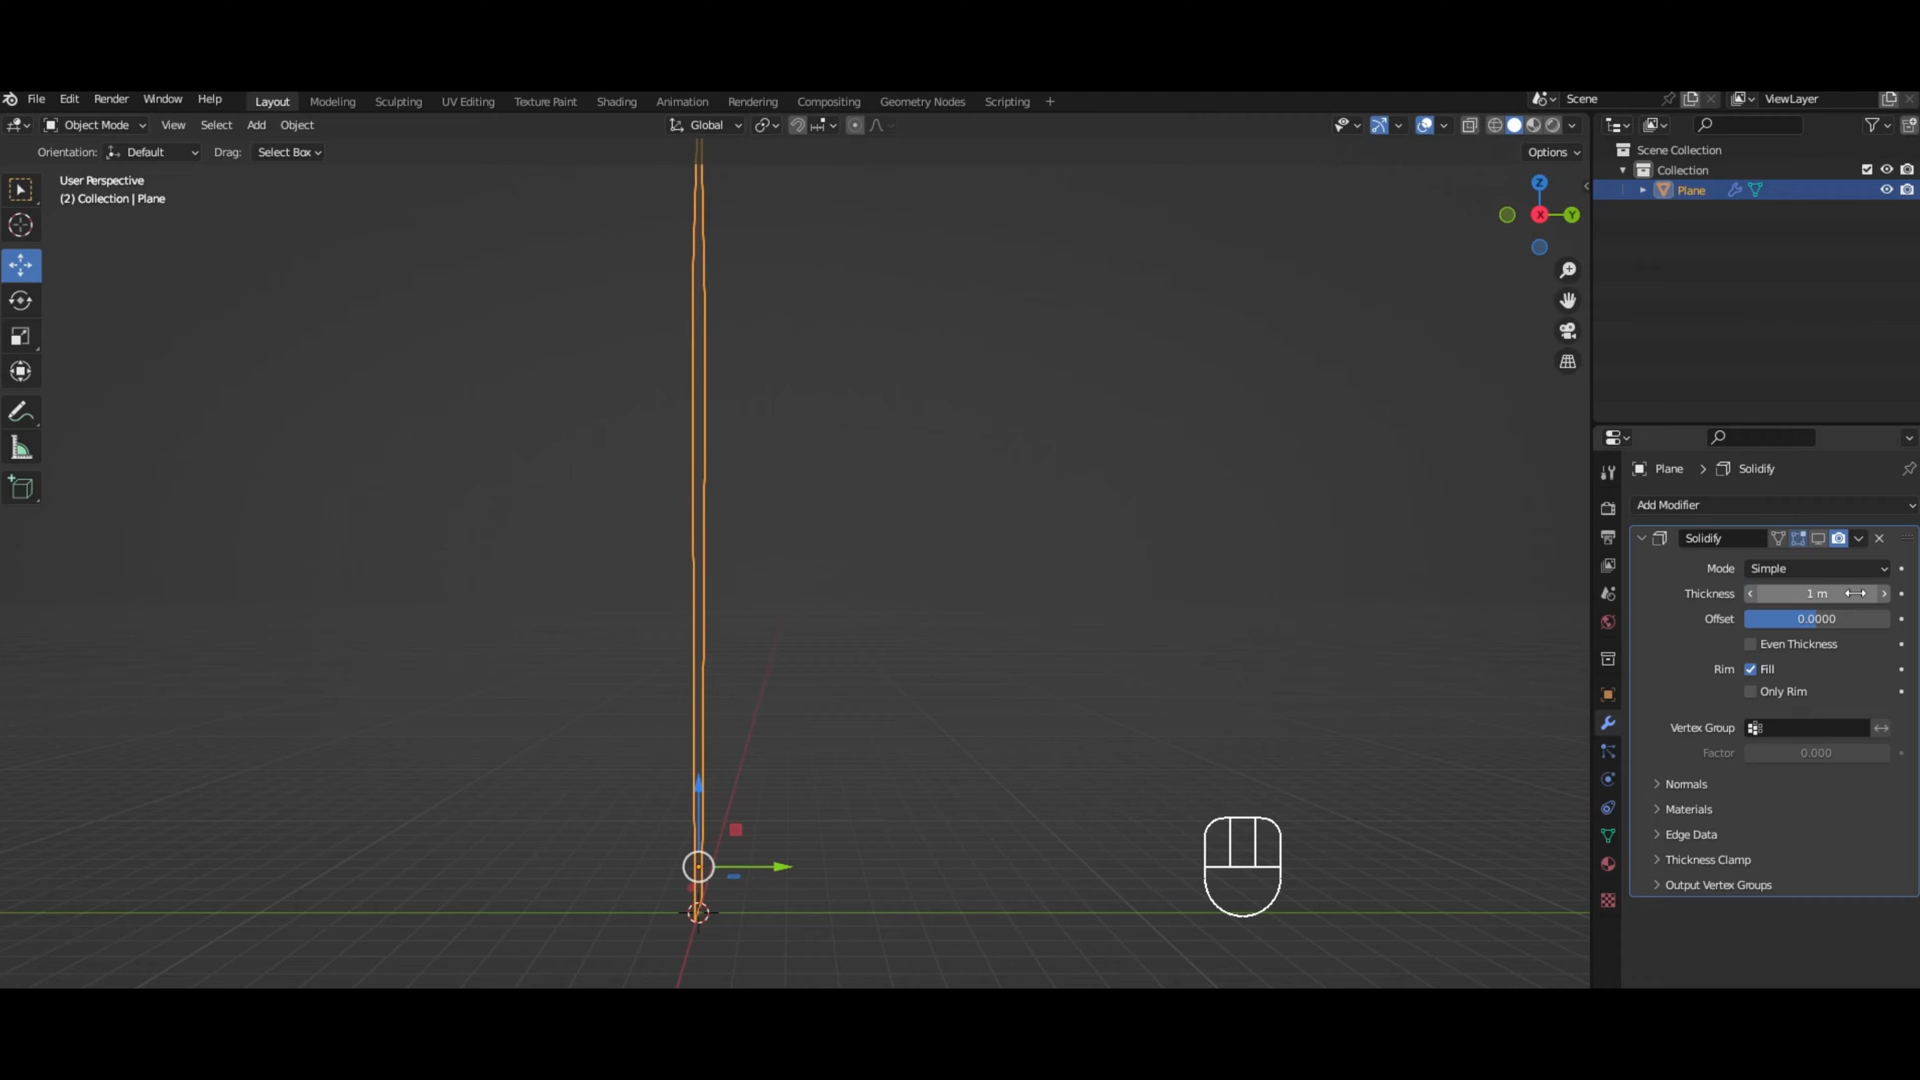 File Edit Render Window Help Layout Modeling Sculpting UV Editing Texture Paint Shading Animation Rendering Compositing Geometry Nodes Scripting + Scene ViewLayer
Object Mode View Select Add Object Global
Orientation: Default Drag: Select Box Options
User Perspective
(2) Collection | Plane
Z
X
Y
Scene Collection
Collection
Plane
Plane > Solidify
Add Modifier
Solidify
Mode Simple
Thickness 1 m
Offset 0.0000
Even Thickness
Rim Fill
Only Rim
Vertex Group
Factor 0.000
Normals
Materials
Edge Data
Thickness Clamp
Output Vertex Groups